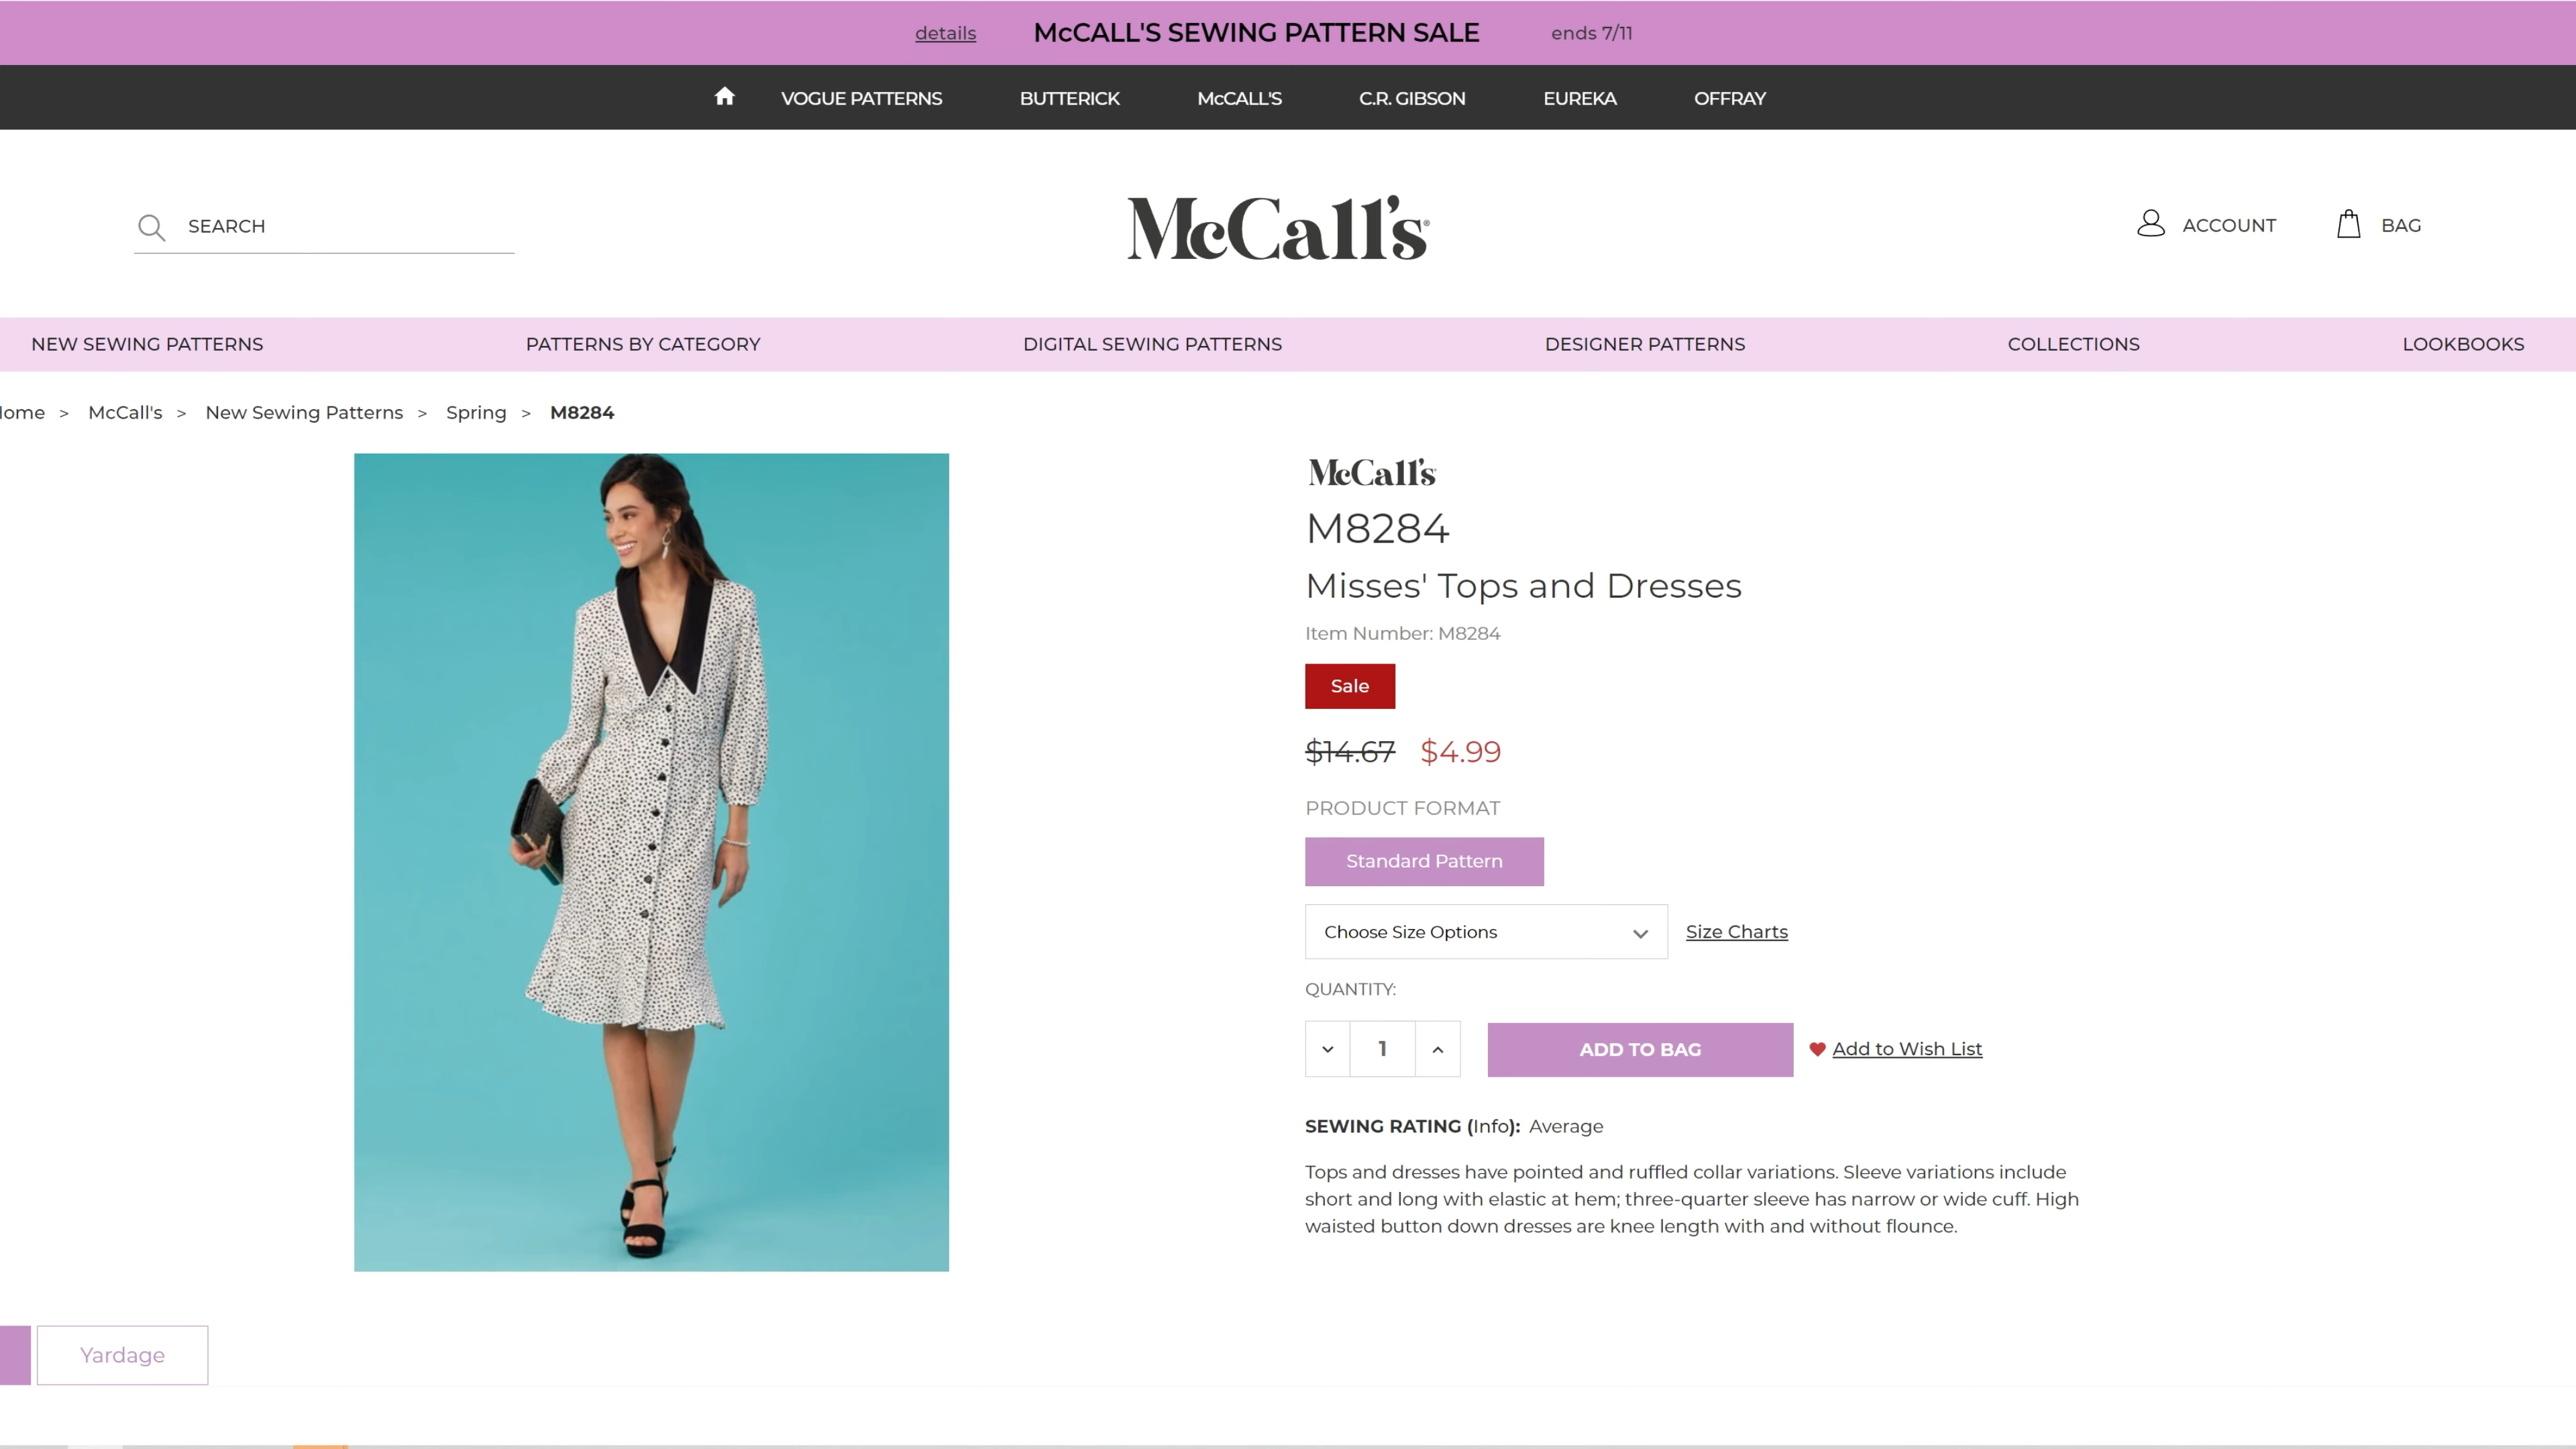 details McCALL'S SEWING PATTERN SALE ends 7/11
VOGUE PATTERNS BUTTERICK McCALL'S C.R. GIBSON EUREKA OFFRAY
SEARCH McCall's® ACCOUNT BAG
NEW SEWING PATTERNS PATTERNS BY CATEGORY DIGITAL SEWING PATTERNS DESIGNER PATTERNS COLLECTIONS LOOKBOOKS
ome > McCall's > New Sewing Patterns > Spring > M8284
McCall's
M8284
Misses' Tops and Dresses
Item Number: M8284
Sale
$14.67 $4.99
PRODUCT FORMAT
Standard Pattern
Choose Size Options Size Charts
QUANTITY:
1 ADD TO BAG Add to Wish List
SEWING RATING (Info): Average
Tops and dresses have pointed and ruffled collar variations. Sleeve variations include
short and long with elastic at hem; three-quarter sleeve has narrow or wide cuff. High
waisted button down dresses are knee length with and without flounce.
Yardage